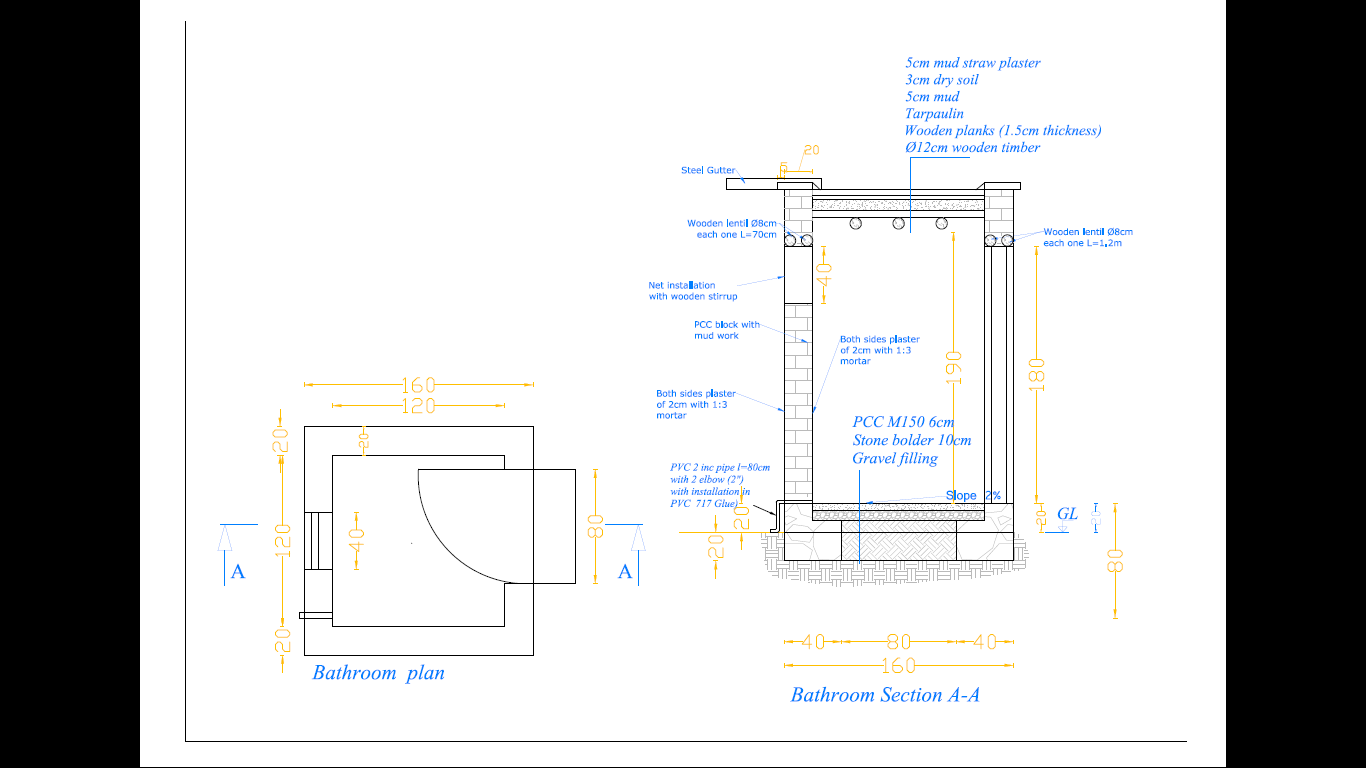 5cm mud straw plaster
3cm dry soil
5cm mud
Tarpaulin
Wooden planks (1.5cm thickness)
Ø12cm wooden timber
20
Steel Gutter
Wooden lentil Ø8cm
each one L=70cm
Wooden lentil Ø8cm
each one L=1,2m
40
Net installation
with wooden stirrup
PCC block with
mud work
Both sides plaster
of 2cm with 1:3
mortar
190
180
Both sides plaster
of 2cm with 1:3
mortar
PCC M150 6cm
Stone bolder 10cm
Gravel filling
PVC 2 inc pipe l=80cm
with 2 elbow (2")
with installation in
PVC 717 Glue)
Slope 2%
20
20
20
GL
20
80
40
80
40
160
Bathroom Section A-A
160
120
20
20
120
40
80
20
A
A
Bathroom plan